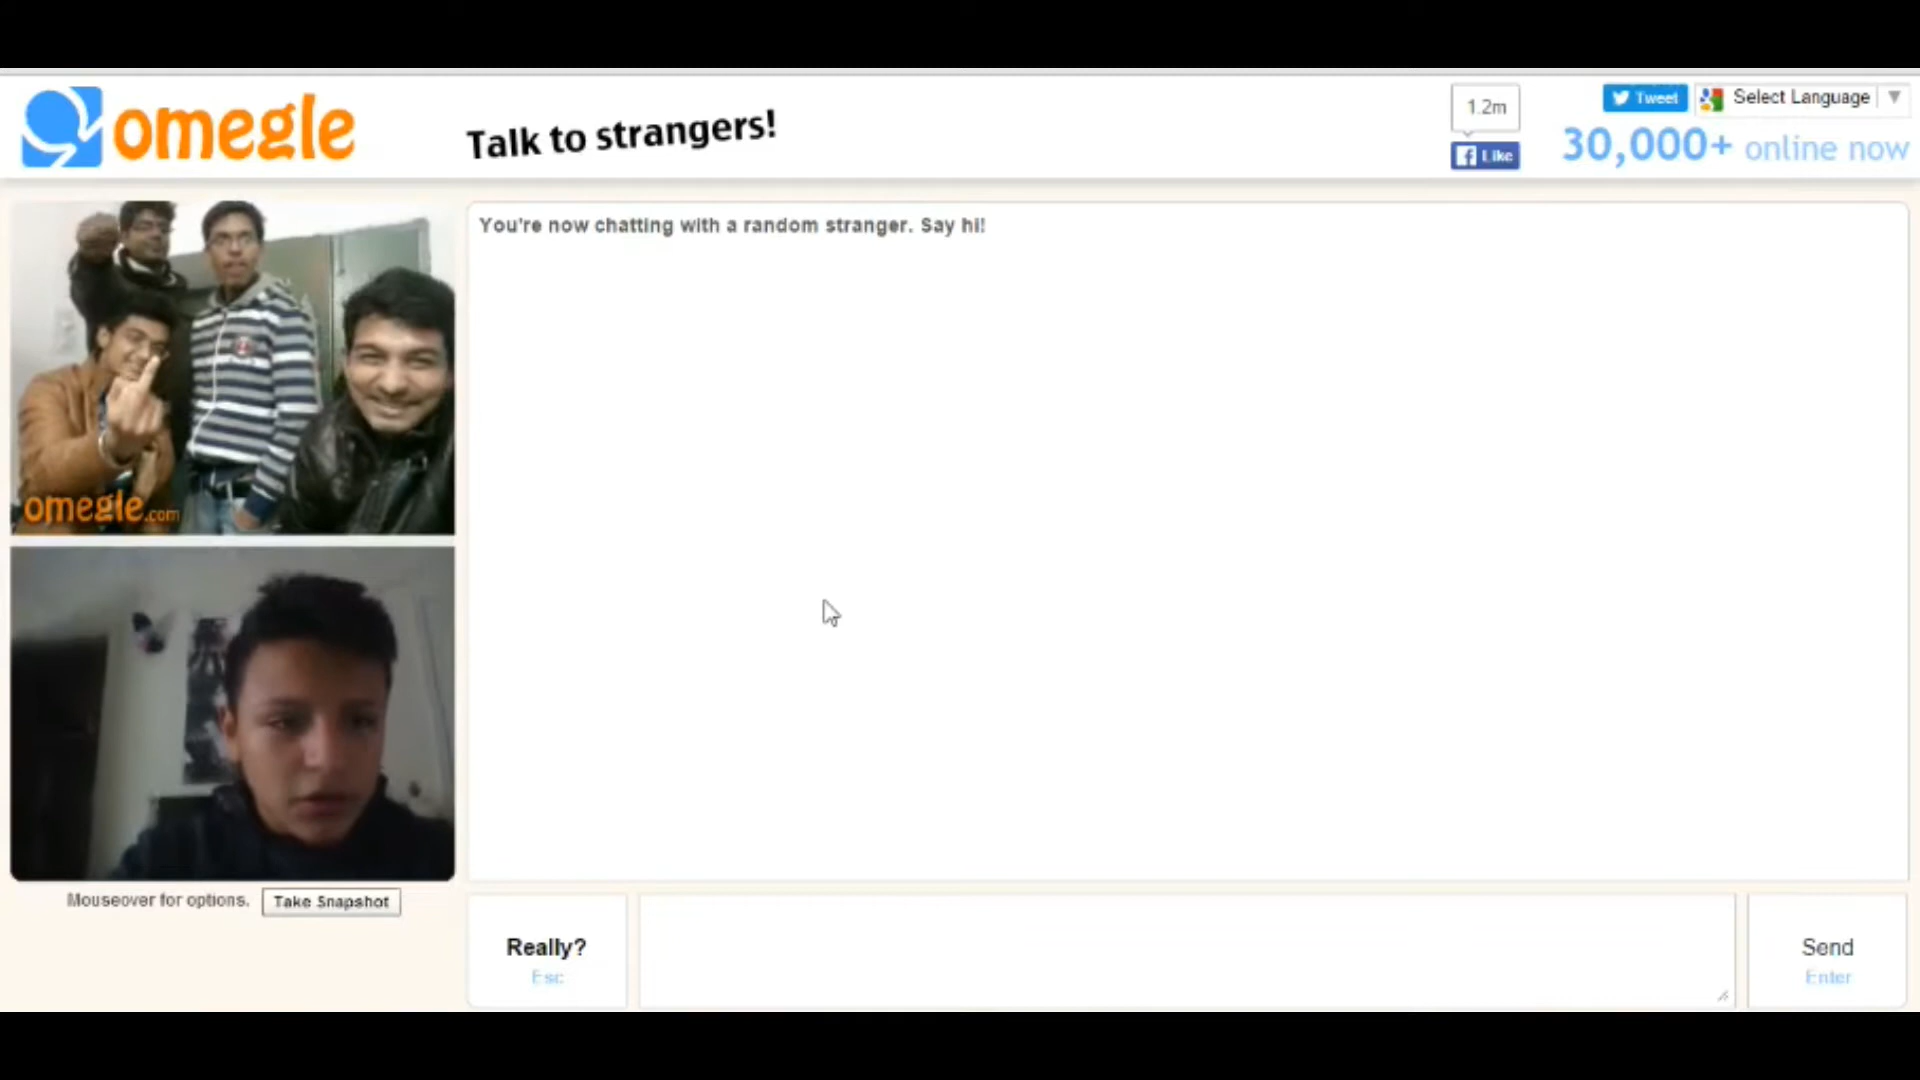 omegle
Talk to strangers!
1.2m
Like
Tweet
Select Language
30,000+ online now
You're now chatting with a random stranger. Say hi!
omegle.com
Mouseover for options.
Take Snapshot
Really?
Esc
Send
Enter